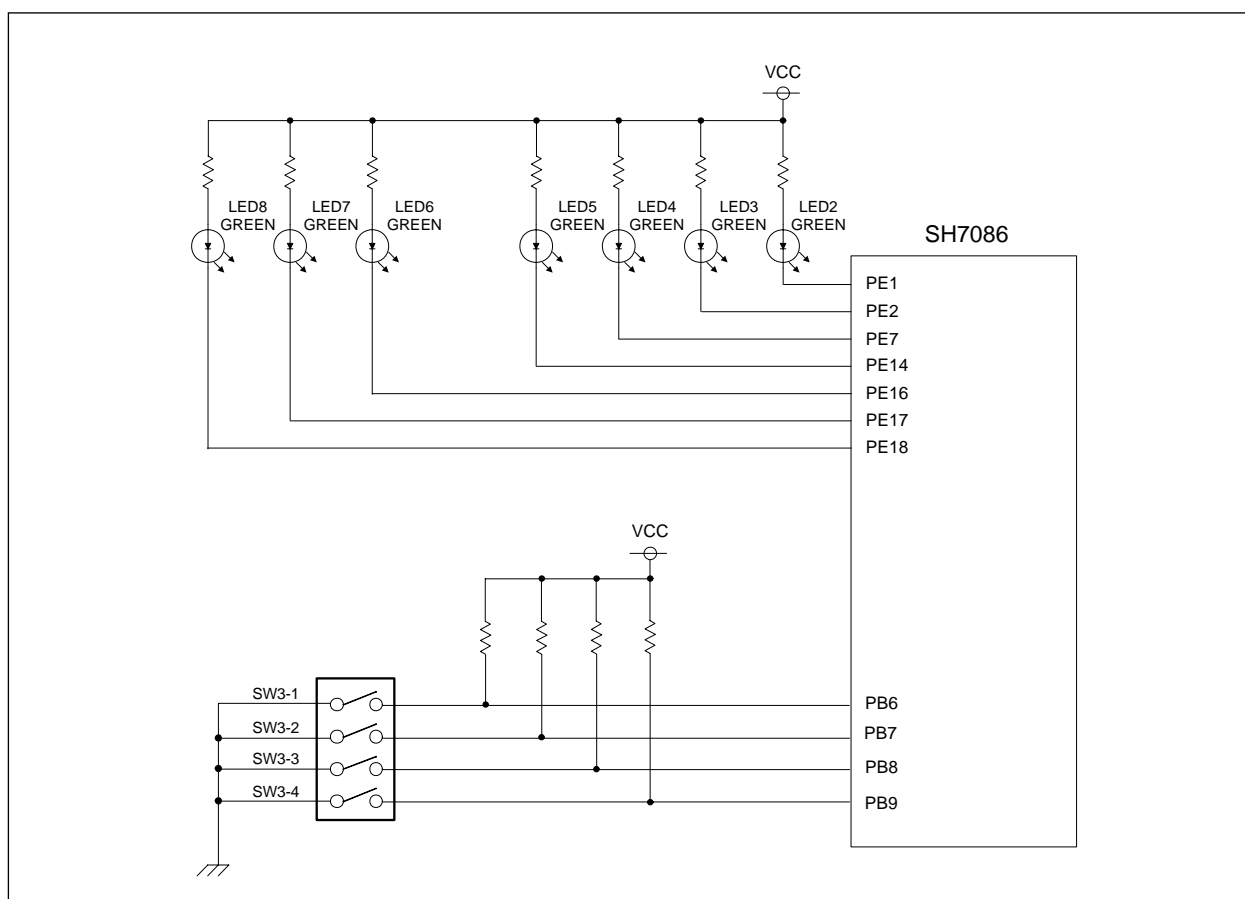 VCC
LED8
GREEN
LED7
GREEN
LED6
GREEN
LED5
GREEN
LED4
GREEN
LED3
GREEN
LED2
GREEN
SH7086
PE1
PE2
PE7
PE14
PE16
PE17
PE18
VCC
SW3-1
SW3-2
SW3-3
SW3-4
PB6
PB7
PB8
PB9